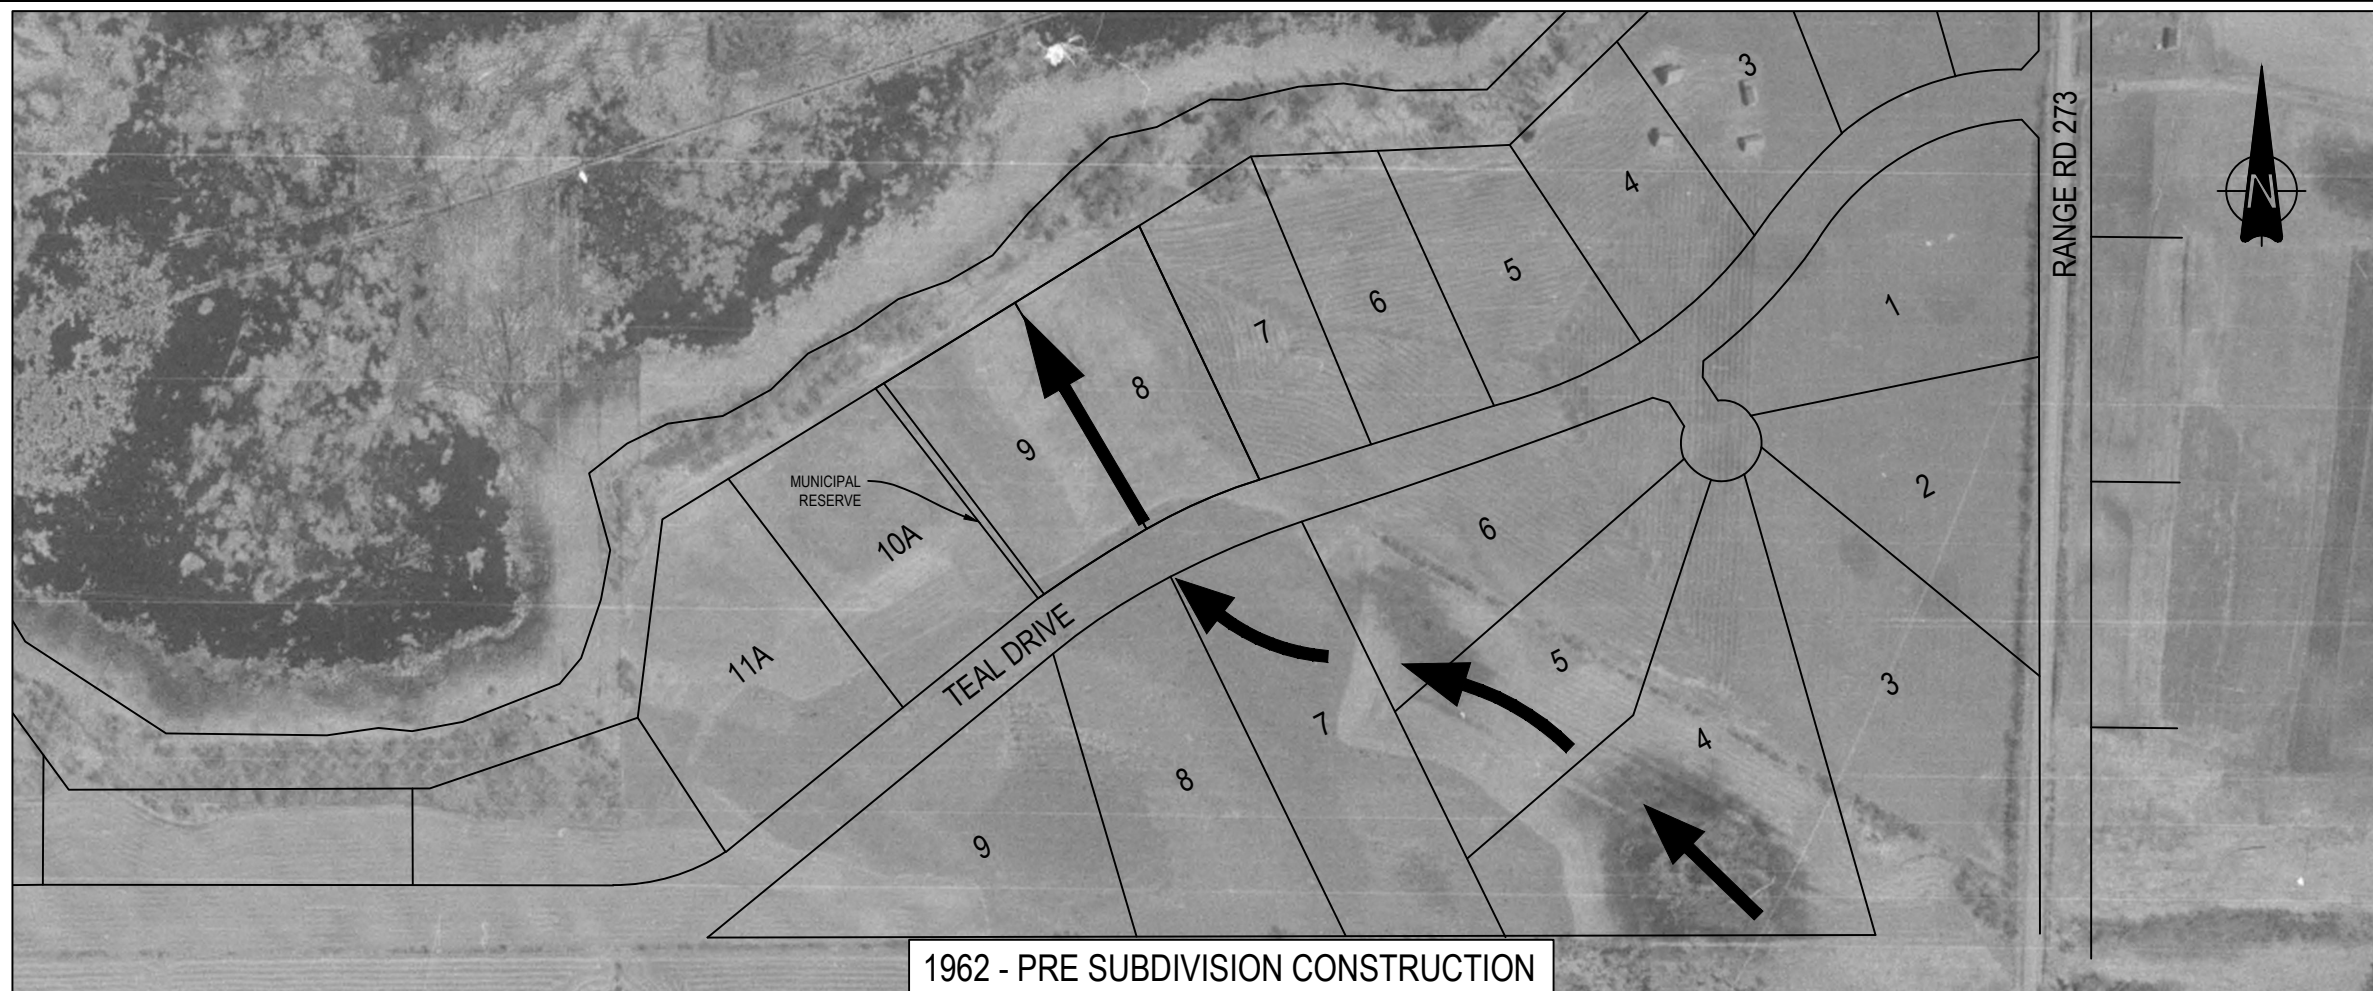 3
RANGE RD 273
N
4
5
6
7
8
1
9
2
MUNICIPAL
RESERVE
10A
6
11A
TEAL DRIVE
5
3
7
4
8
9
1962 - PRE SUBDIVISION CONSTRUCTION